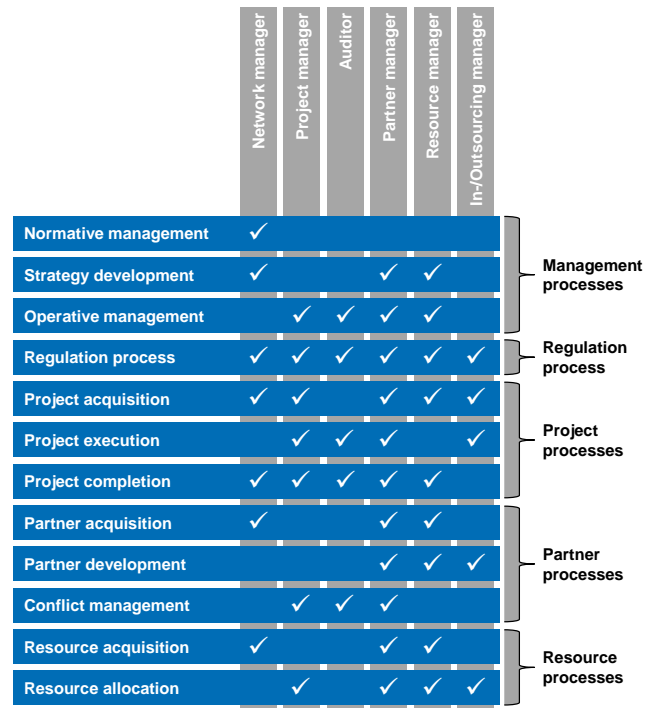 Network manager
Project manager
Auditor
Partner manager
Resource manager
In-/Outsourcing manager
Normative management
Strategy development
Operative management
Management
processes
Regulation process
Regulation
process
Project acquisition
Project execution
Project completion
Project
processes
Partner acquisition
Partner development
Conflict management
Partner
processes
Resource acquisition
Resource allocation
Resource
processes